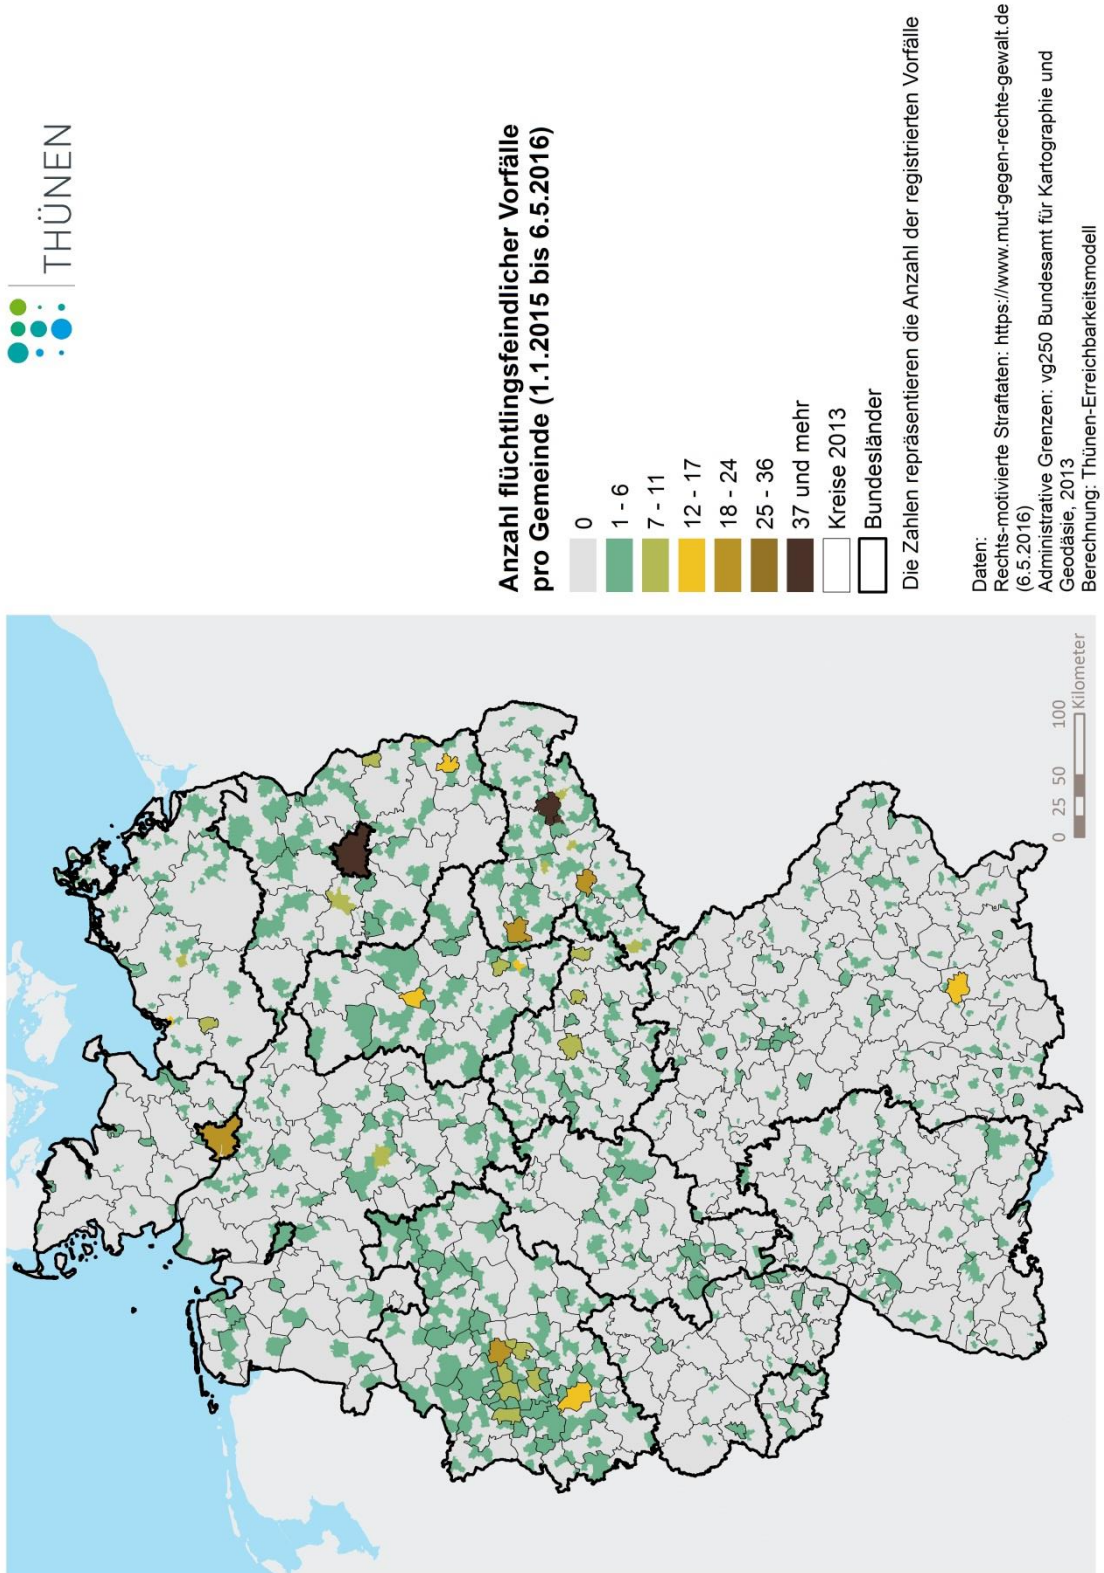 THÜNEN
Anzahl flüchtlingsfeindlicher Vorfälle
pro Gemeinde (1.1.2015 bis 6.5.2016)
0
1 - 6
7 - 11
12 - 17
18 - 24
25 - 36
37 und mehr
Kreise 2013
Bundesländer
Die Zahlen repräsentieren die Anzahl der registrierten Vorfälle
Daten:
Rechts-motivierte Straftaten: https://www.mut-gegen-rechte-gewalt.de
(6.5.2016)
Administrative Grenzen: vg250 Bundesamt für Kartographie und
Geodäsie, 2013
Berechnung: Thünen-Erreichbarkeitsmodell
0 25 50 100
Kilometer